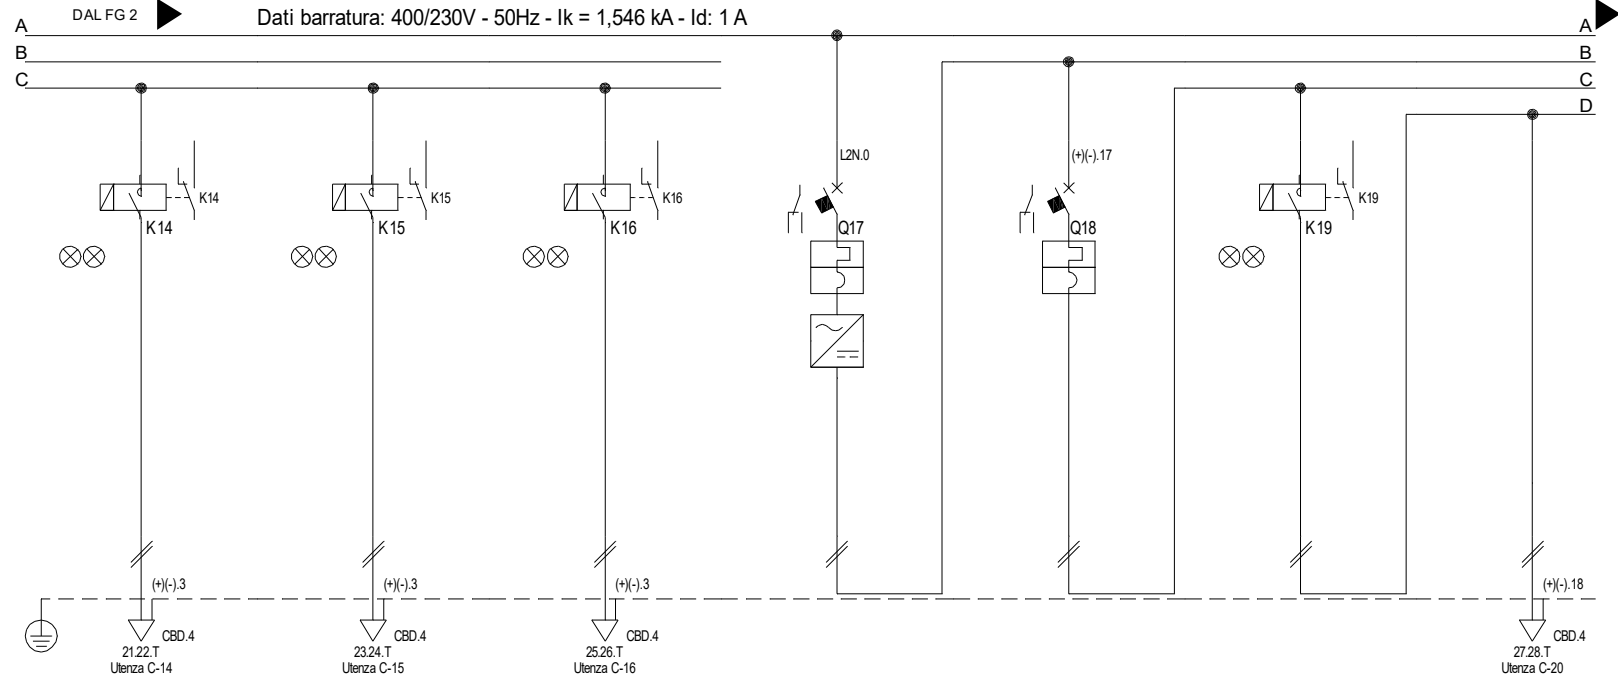 DAL FG 2
Dati barratura: 400/230V - 50Hz - Ik = 1,546 kA - Id: 1 A
A
A
B
B
C
C
D
L2N.0
(+)(-).17
K14
K15
K16
K19
K14
K15
K16
Q17
Q18
K19
(+)(-).3
(+)(-).3
(+)(-).3
(+)(-).18
CBD.4
CBD.4
CBD.4
CBD.4
21.22.T
23.24.T
25.26.T
27.28.T
Utenza C-14
Utenza C-15
Utenza C-16
Utenza C-20